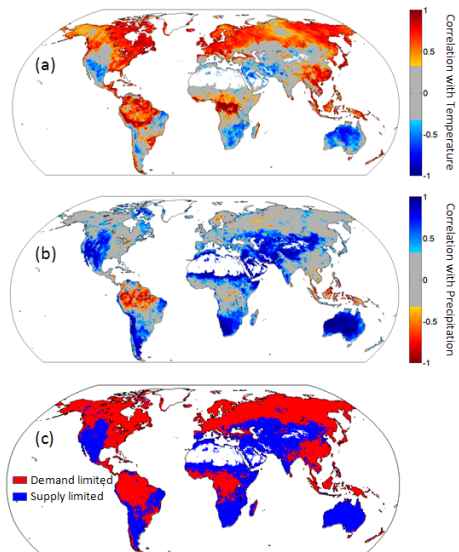 (a)
1
0.5
0
-0.5
-1
Correlation with Temperature
(b)
1
0.5
0
-0.5
-1
Correlation with Precipitation
(c)
Demand limited
Supply limited